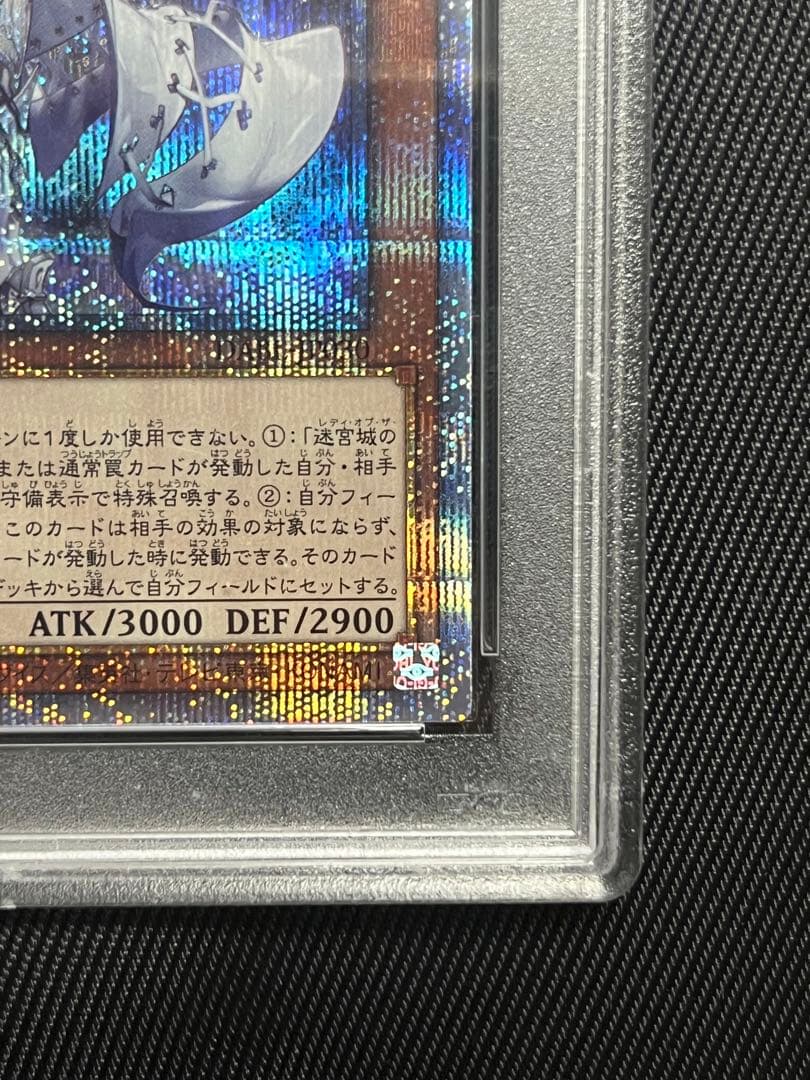 ンに1度しか使用できない。①:「迷宮城の
または通常罠カードが発動した自分・相手
守備表示で特殊召喚する。②:自分フィー
このカードは相手の効果の対象にならず、
ードが発動した時に発動できる。そのカード
デッキから選んで自分フィールドにセットする。
ATK/3000 DEF/2900
テレビ東京・KONAMI